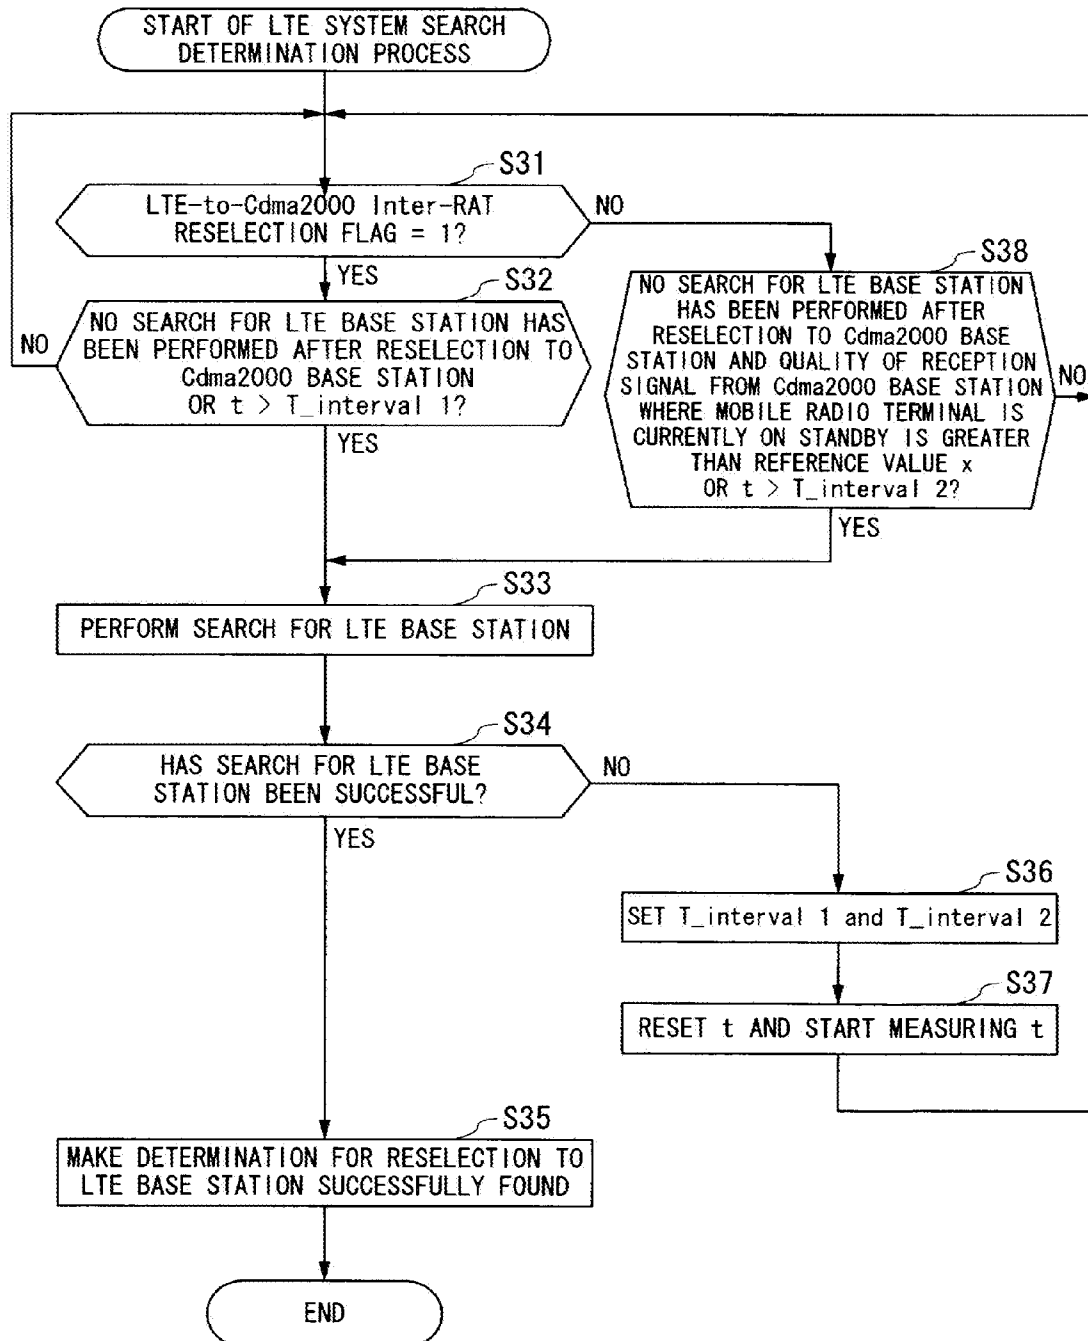 START OF LTE SYSTEM SEARCH
DETERMINATION PROCESS
S31
LTE-to-Cdma2000 Inter-RAT
RESELECTION FLAG = 1?
NO
YES
S32
NO SEARCH FOR LTE BASE STATION HAS
BEEN PERFORMED AFTER RESELECTION TO
Cdma2000 BASE STATION
OR t > T_interval 1?
NO
YES
S38
NO SEARCH FOR LTE BASE STATION
HAS BEEN PERFORMED AFTER
RESELECTION TO Cdma2000 BASE
STATION AND QUALITY OF RECEPTION
SIGNAL FROM Cdma2000 BASE STATION
WHERE MOBILE RADIO TERMINAL IS
CURRENTLY ON STANDBY IS GREATER
THAN REFERENCE VALUE x
OR t > T_interval 2?
NO
YES
S33
PERFORM SEARCH FOR LTE BASE STATION
S34
HAS SEARCH FOR LTE BASE
STATION BEEN SUCCESSFUL?
NO
YES
S36
SET T_interval 1 and T_interval 2
S37
RESET t AND START MEASURING t
S35
MAKE DETERMINATION FOR RESELECTION TO
LTE BASE STATION SUCCESSFULLY FOUND
END